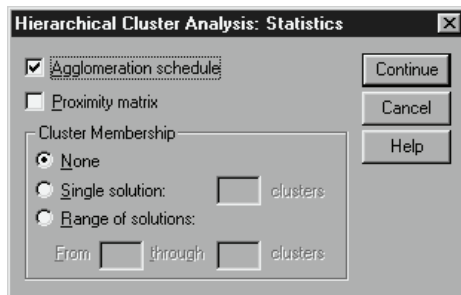 Hierarchical Cluster Analysis: Statistics
Agglomeration schedule
Continue
Proximity matrix
Cancel
Cluster Membership
Help
None
Single solution: clusters
Range of solutions:
From through clusters